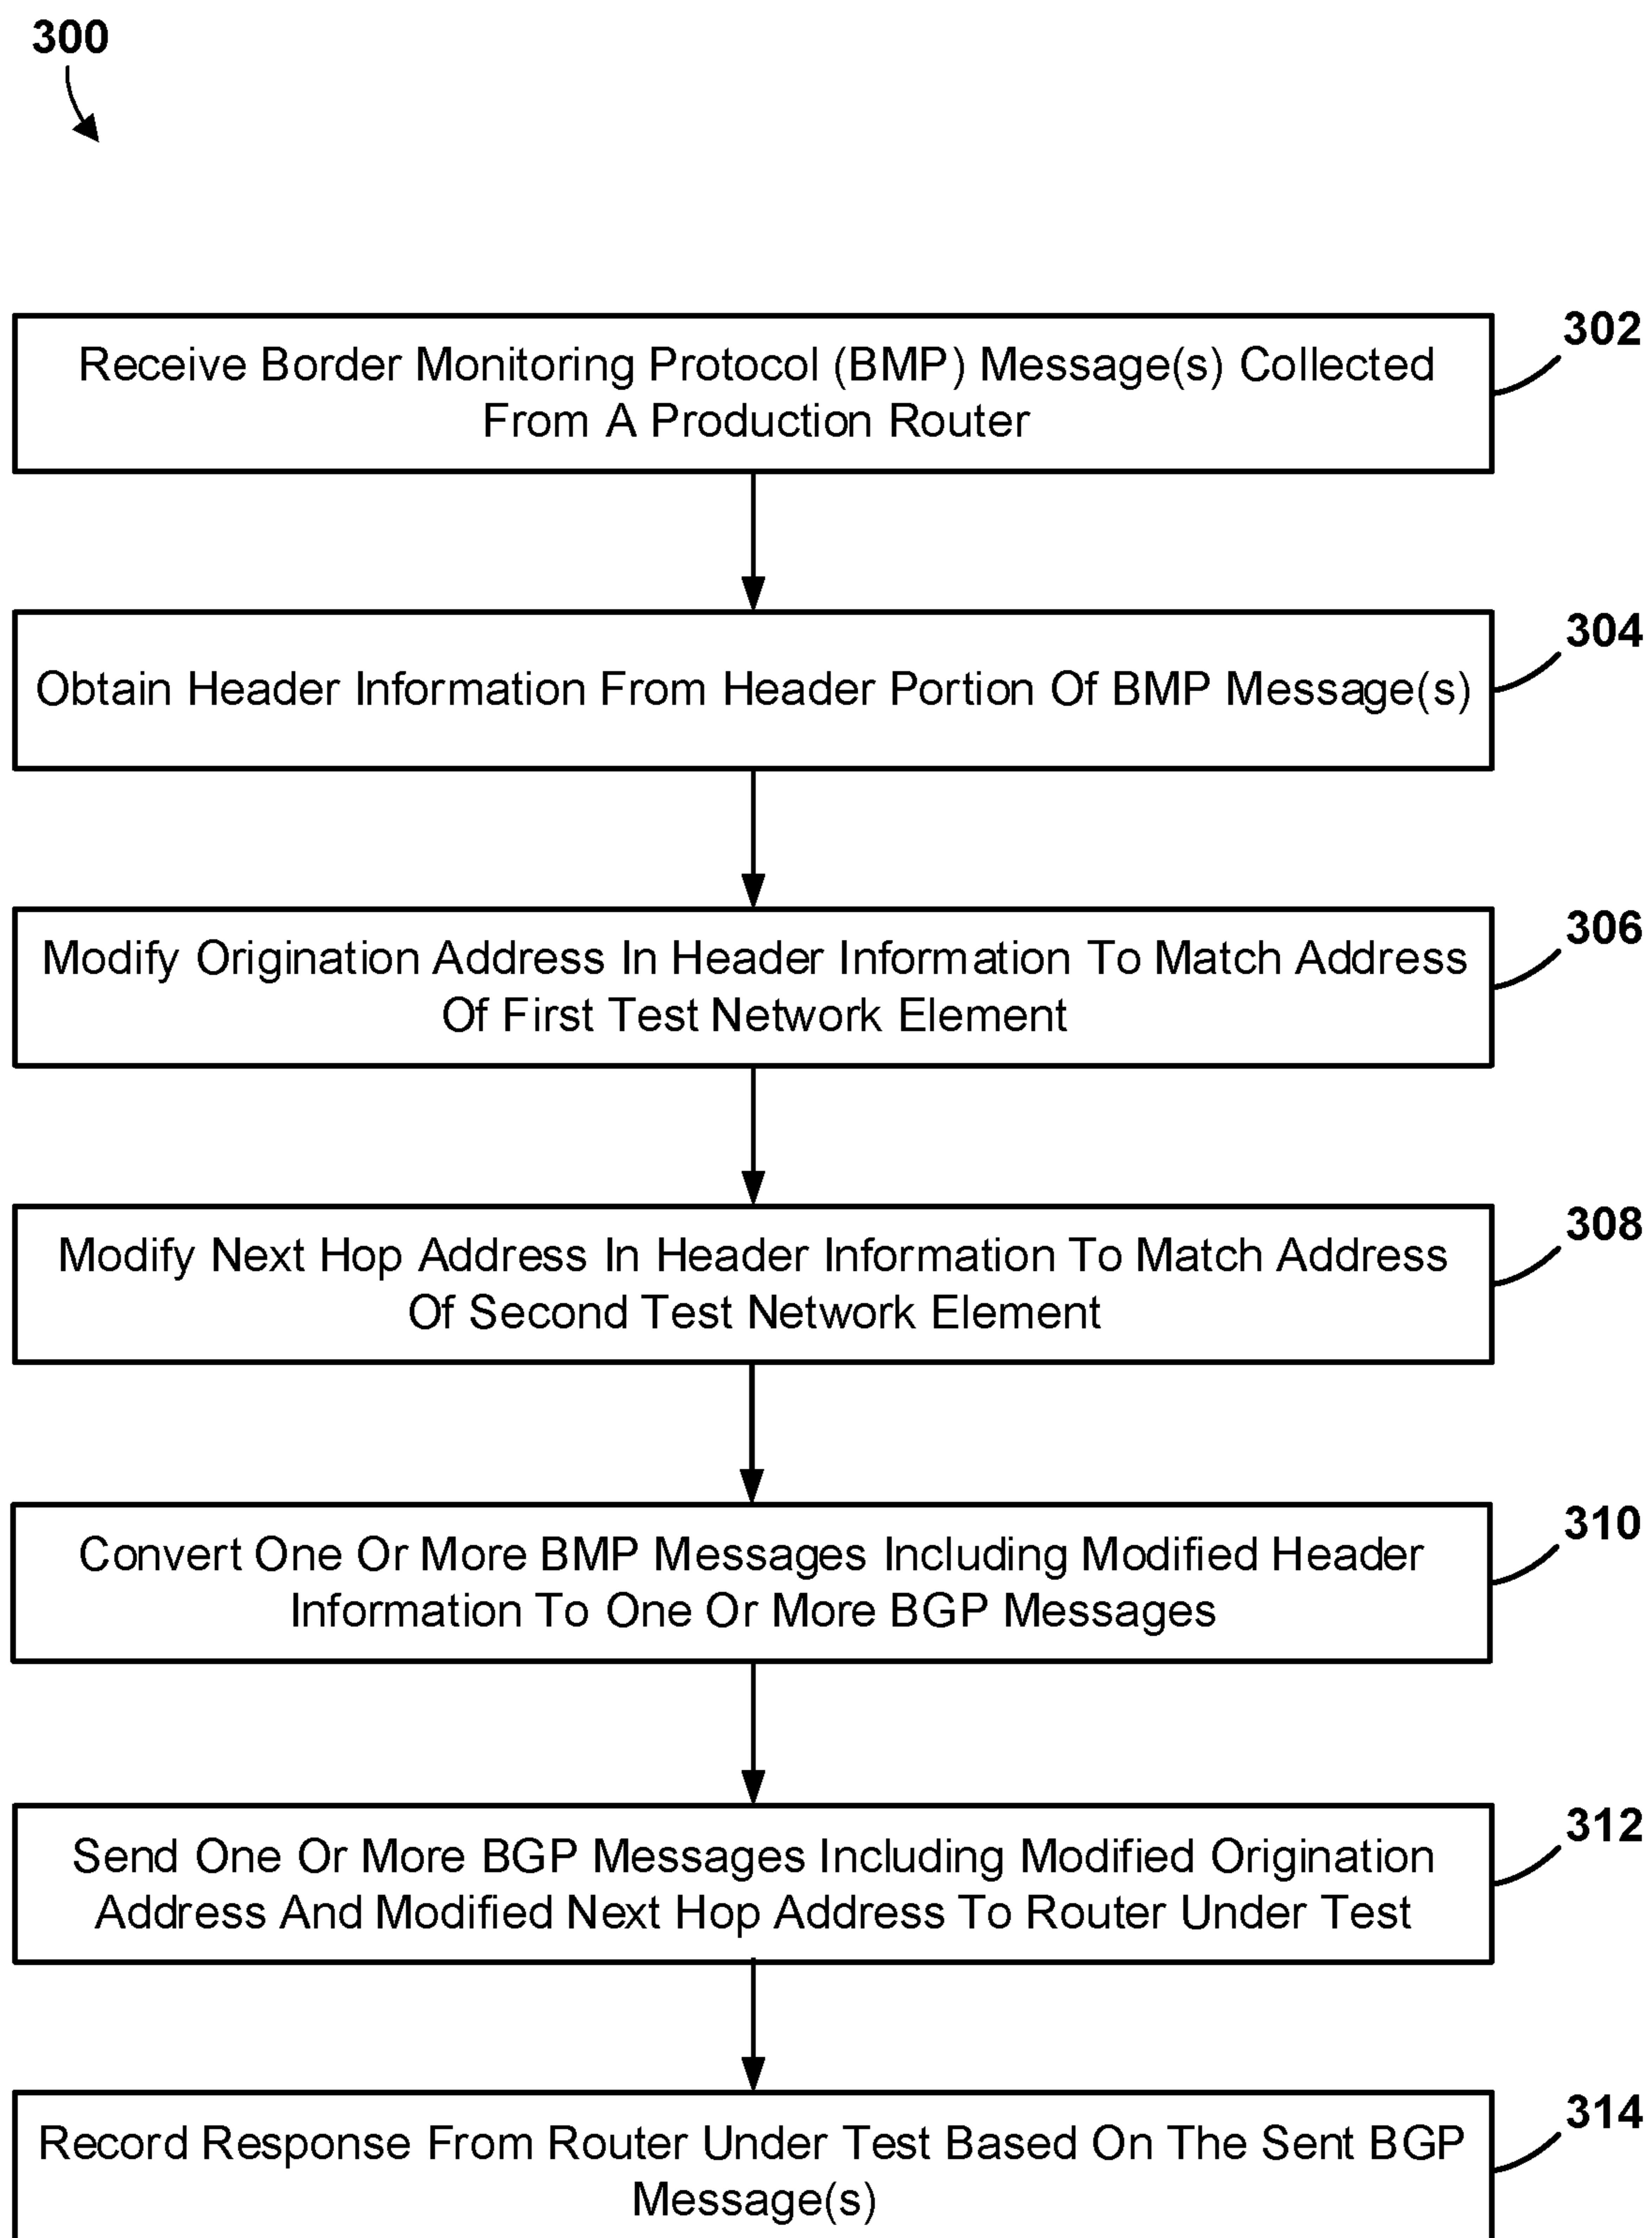 300
302
Receive Border Monitoring Protocol (BMP) Message(s) Collected
From A Production Router
304
Obtain Header Information From Header Portion Of BMP Message(s)
306
Modify Origination Address In Header Information To Match Address
Of First Test Network Element
308
Modify Next Hop Address In Header Information To Match Address
Of Second Test Network Element
310
Convert One Or More BMP Messages Including Modified Header
Information To One Or More BGP Messages
312
Send One Or More BGP Messages Including Modified Origination
Address And Modified Next Hop Address To Router Under Test
314
Record Response From Router Under Test Based On The Sent BGP
Message(s)